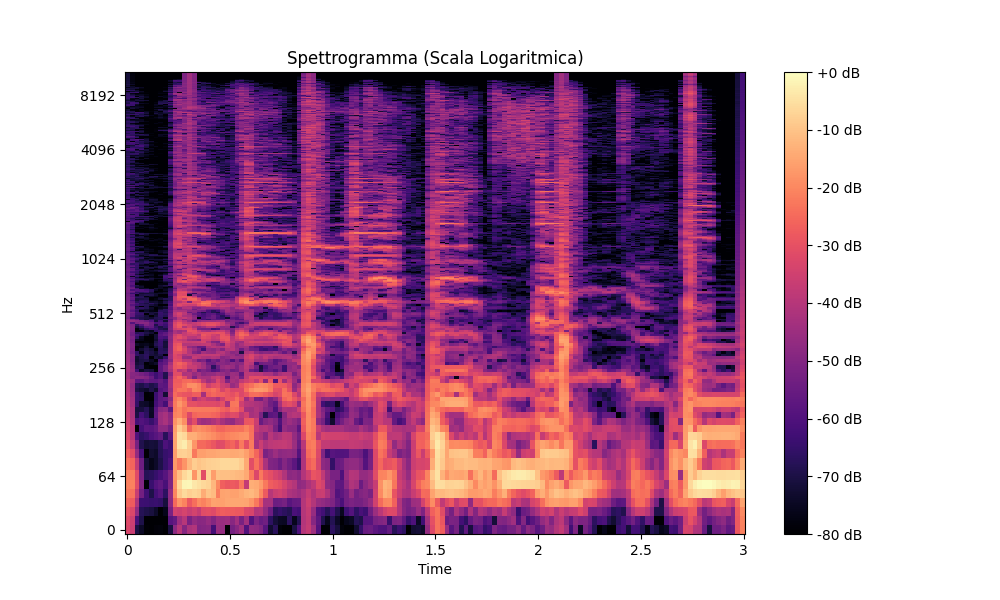 Spettrogramma (Scala Logaritmica)
Hz
8192
4096
2048
1024
512
256
128
64
0
0 0.5 1 1.5 2 2.5 3
Time
+0 dB
-10 dB
-20 dB
-30 dB
-40 dB
-50 dB
-60 dB
-70 dB
-80 dB